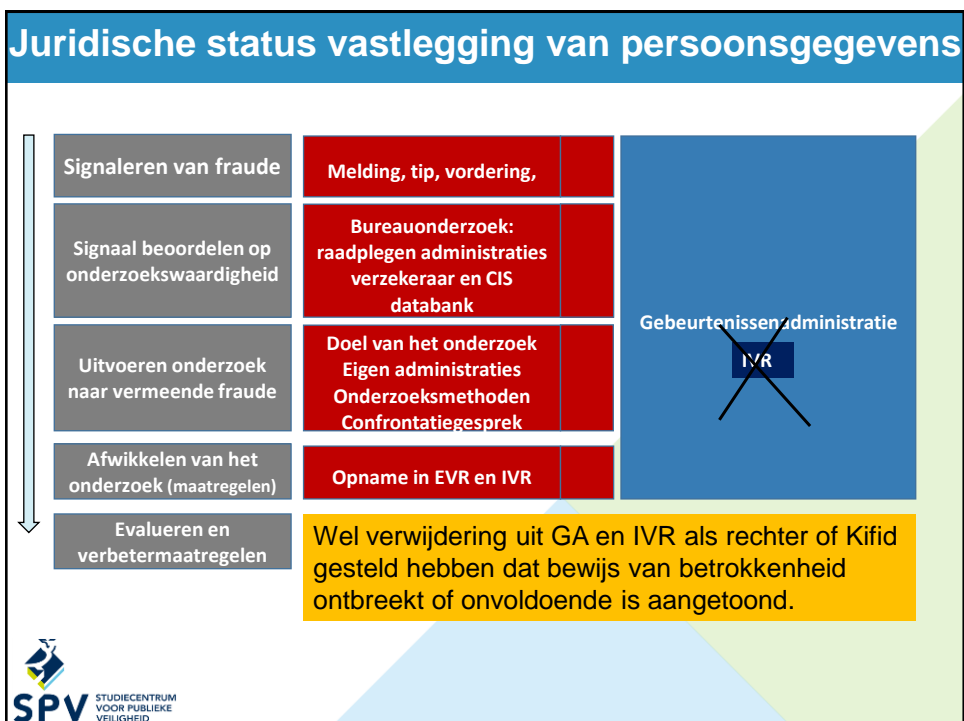 Juridische status vastlegging van persoonsgegevens
Signaleren van fraude
Melding, tip, vordering,
Signaal beoordelen op
onderzoekswaardigheid
Bureauonderzoek:
raadplegen administraties
verzekeraar en CIS
databank
Uitvoeren onderzoek
naar vermeende fraude
Doel van het onderzoek
Eigen administraties
Onderzoeksmethoden
Confrontatiegesprek
Gebeurtenissenadministratie
IVR
Afwikkelen van het
onderzoek (maatregelen)
Opname in EVR en IVR
Evalueren en
verbetermaatregelen
Wel verwijdering uit GA en IVR als rechter of Kifid
gesteld hebben dat bewijs van betrokkenheid
ontbreekt of onvoldoende is aangetoond.
SPV
STUDIECENTRUM
VOOR PUBLIEKE
VEILIGHEID